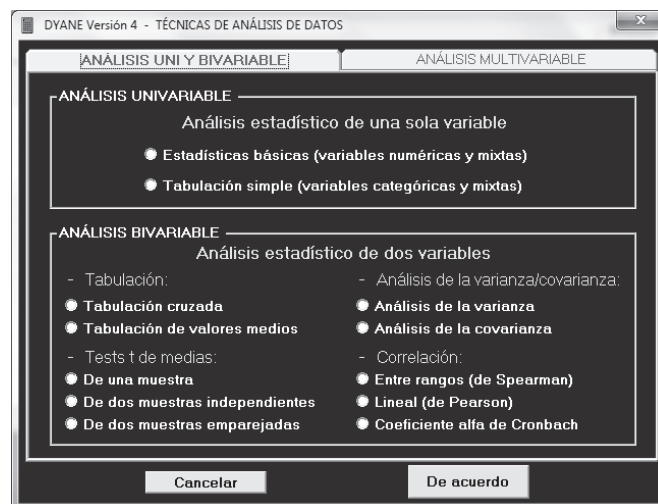 DYANE Versión 4 - TÉCNICAS DE ANÁLISIS DE DATOS
x
ANÁLISIS UNI Y BIVARIABLE
ANÁLISIS MULTIVARIABLE
ANÁLISIS UNIVARIABLE
Análisis estadístico de una sola variable
Estadísticas básicas (variables numéricas y mixtas)
Tabulación simple (variables categóricas y mixtas)
ANÁLISIS BIVARIABLE
Análisis estadístico de dos variables
- Tabulación:
Tabulación cruzada
Tabulación de valores medios
- Tests t de medias:
De una muestra
De dos muestras independientes
De dos muestras emparejadas
- Análisis de la varianza/covarianza:
Análisis de la varianza
Análisis de la covarianza
- Correlación:
Entre rangos (de Spearman)
Lineal (de Pearson)
Coeficiente alfa de Cronbach
Cancelar
De acuerdo